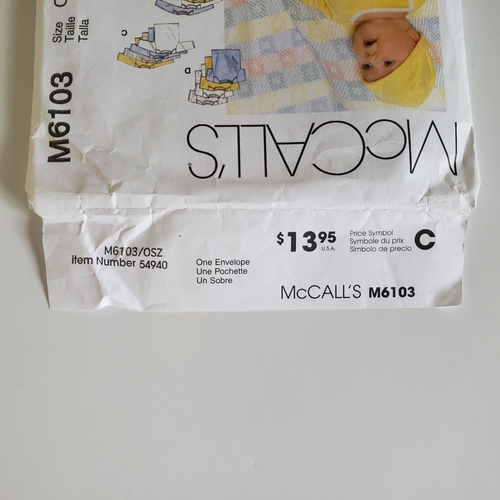 Size
Taille
Talla
M6103
C
D
McCALL'S
M6103/OSZ
Item Number 54940
One Envelope
Une Pochette
Un Sobre
$13.95
U.S.A.
Price Symbol
Symbole du prix
Símbolo de precio
C
McCALL'S M6103